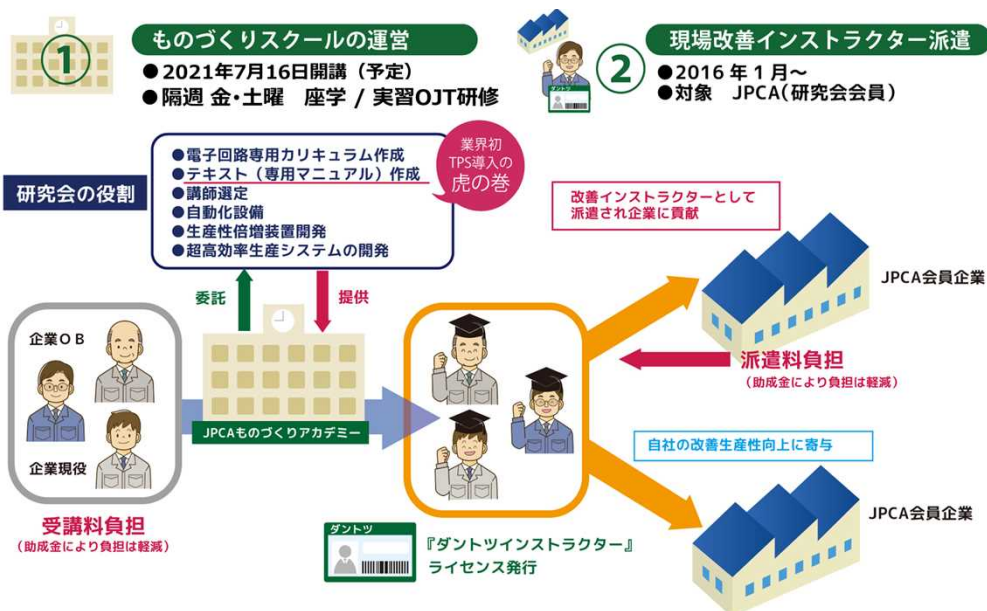 ① ものづくりスクールの運営
●2021年7月16日開講（予定）
●隔週 金・土曜　座学 / 実習OJT研修
② 現場改善インストラクター派遣
●2016年1月〜
●対象　JPCA（研究会会員）
ダントツ
研究会の役割
●電子回路専用カリキュラム作成
●テキスト（専用マニュアル）作成
●講師選定
●自動化設備
●生産性倍増装置開発
●超高効率生産システムの開発
業界初
TPS導入の
虎の巻
委託
提供
企業OB
企業現役
受講料負担
（助成金により負担は軽減）
JPCAものづくりアカデミー
改善インストラクターとして
派遣され企業に貢献
JPCA会員企業
派遣料負担
（助成金により負担は軽減）
自社の改善生産性向上に寄与
JPCA会員企業
ダントツ
『ダントツインストラクター』
ライセンス発行